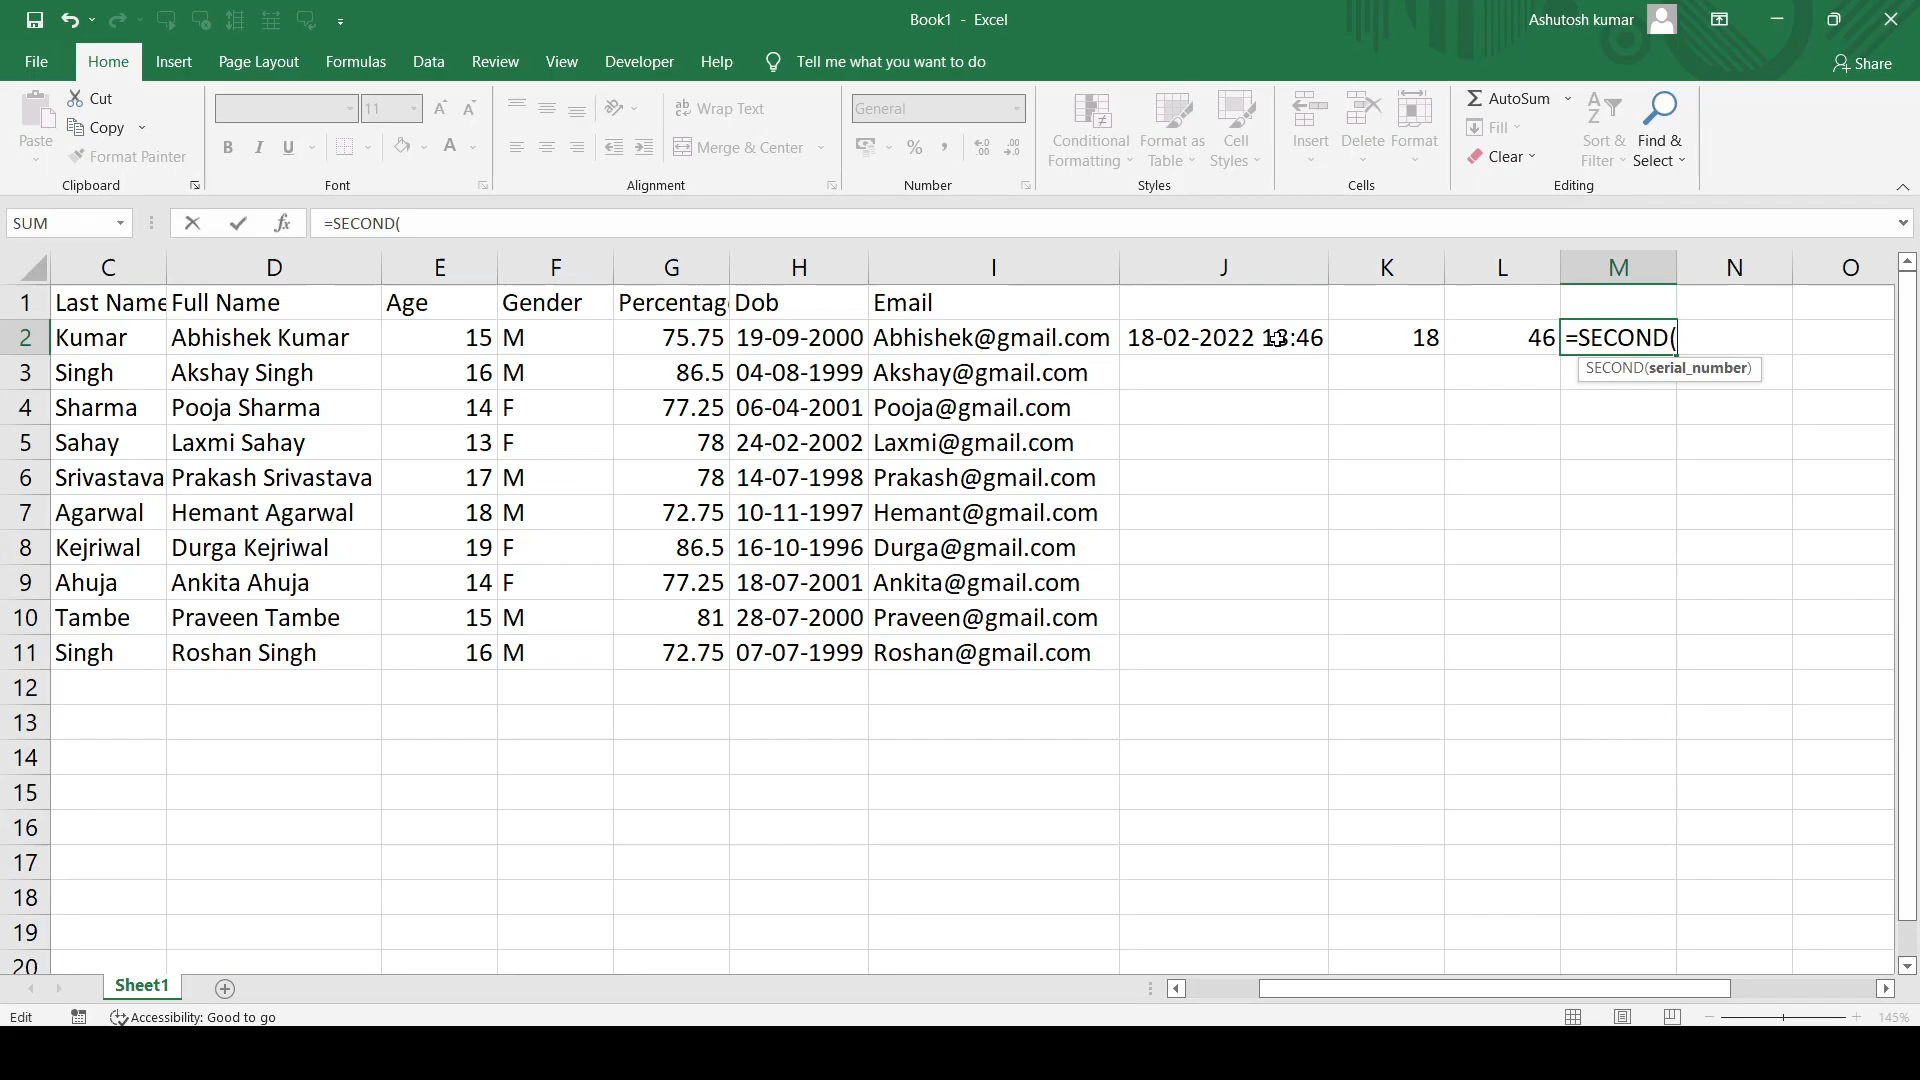 Book1 - Excel
Ashutosh kumar
File Home Insert Page Layout Formulas Data Review View Developer Help Tell me what you want to do Share
Paste
Cut
Copy
Format Painter
Clipboard
11
Font
Wrap Text
Merge & Center
Alignment
General
Number
Conditional Formatting
Format as Table
Cell Styles
Styles
Insert Delete Format
Cells
AutoSum
Fill
Clear
Sort & Filter
Find & Select
Editing
SUM =SECOND(
C D E F G H I J K L M N O
1 Last Name Full Name Age Gender Percentag Dob Email
2 Kumar Abhishek Kumar 15 M 75.75 19-09-2000 Abhishek@gmail.com 18-02-2022 13:46 18 46 =SECOND(
SECOND(serial_number)
3 Singh Akshay Singh 16 M 86.5 04-08-1999 Akshay@gmail.com
4 Sharma Pooja Sharma 14 F 77.25 06-04-2001 Pooja@gmail.com
5 Sahay Laxmi Sahay 13 F 78 24-02-2002 Laxmi@gmail.com
6 Srivastava Prakash Srivastava 17 M 78 14-07-1998 Prakash@gmail.com
7 Agarwal Hemant Agarwal 18 M 72.75 10-11-1997 Hemant@gmail.com
8 Kejriwal Durga Kejriwal 19 F 86.5 16-10-1996 Durga@gmail.com
9 Ahuja Ankita Ahuja 14 F 77.25 18-07-2001 Ankita@gmail.com
10 Tambe Praveen Tambe 15 M 81 28-07-2000 Praveen@gmail.com
11 Singh Roshan Singh 16 M 72.75 07-07-1999 Roshan@gmail.com
12
13
14
15
16
17
18
19
20
Sheet1
Edit Accessibility: Good to go 145%